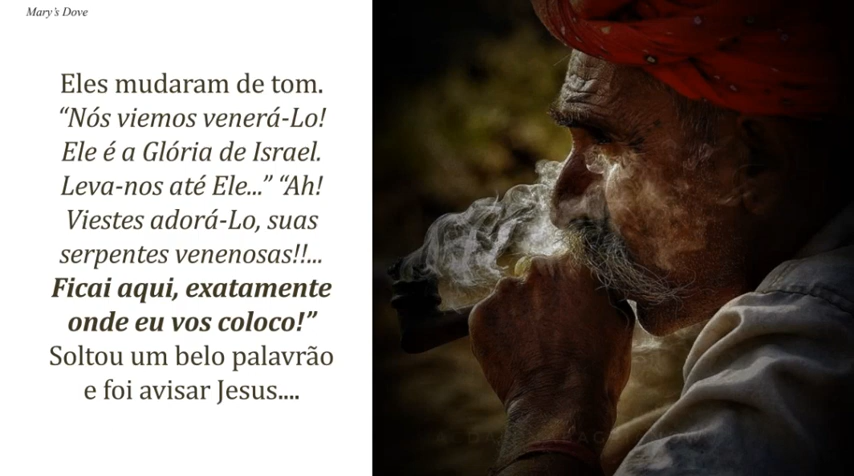 Mary's Dove
Eles mudaram de tom.
“Nós viemos venerá-Lo!
Ele é a Glória de Israel.
Leva-nos até Ele...” “Ah!
Viestes adorá-Lo, suas
serpentes venenosas!!...
Ficai aqui, exatamente
onde eu vos coloco!”
Soltou um belo palavrão
e foi avisar Jesus....